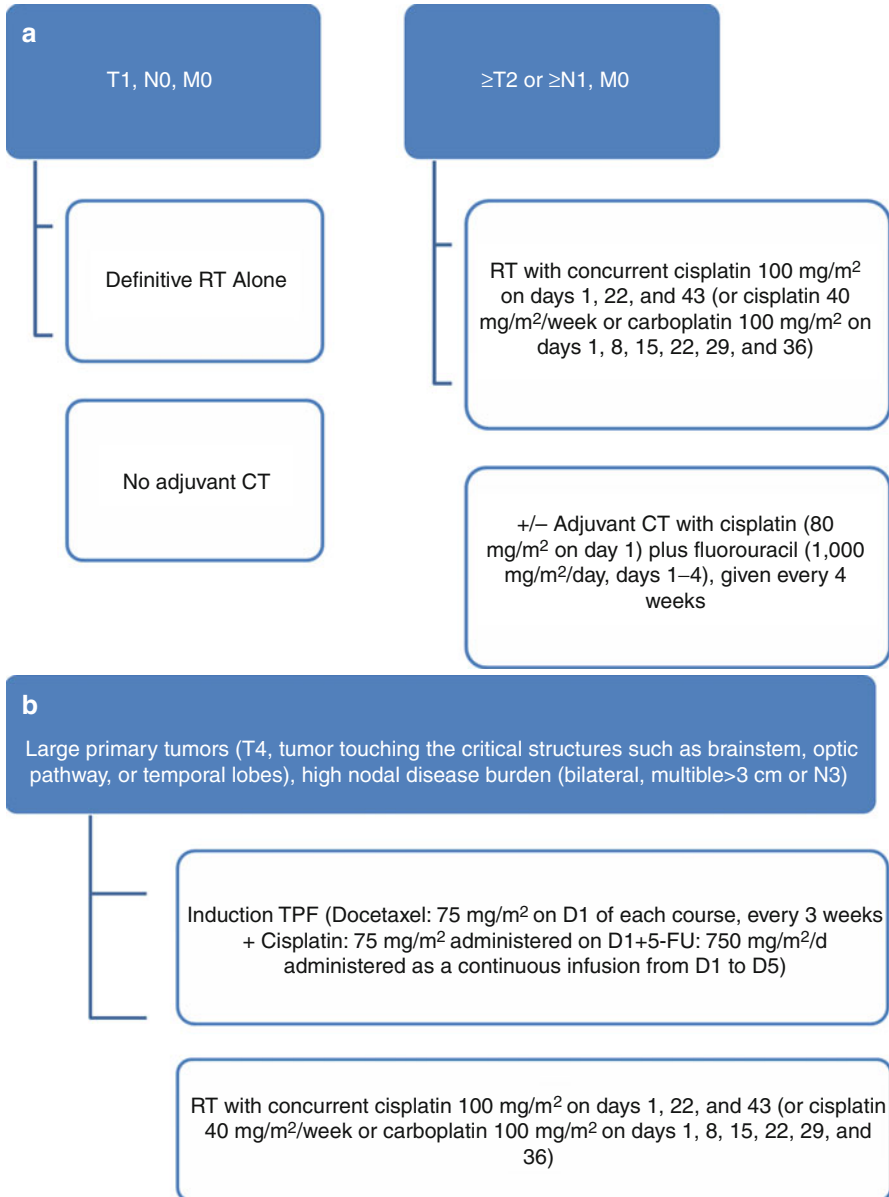 a
T1, N0, M0
≥T2 or ≥N1, M0
Definitive RT Alone
No adjuvant CT
RT with concurrent cisplatin 100 mg/m²
on days 1, 22, and 43 (or cisplatin 40
mg/m²/week or carboplatin 100 mg/m² on
days 1, 8, 15, 22, 29, and 36)
+/– Adjuvant CT with cisplatin (80
mg/m² on day 1) plus fluorouracil (1,000
mg/m²/day, days 1–4), given every 4
weeks
b
Large primary tumors (T4, tumor touching the critical structures such as brainstem, optic
pathway, or temporal lobes), high nodal disease burden (bilateral, multible>3 cm or N3)
Induction TPF (Docetaxel: 75 mg/m² on D1 of each course, every 3 weeks
+ Cisplatin: 75 mg/m² administered on D1+5-FU: 750 mg/m²/d
administered as a continuous infusion from D1 to D5)
RT with concurrent cisplatin 100 mg/m² on days 1, 22, and 43 (or cisplatin
40 mg/m²/week or carboplatin 100 mg/m² on days 1, 8, 15, 22, 29, and
36)